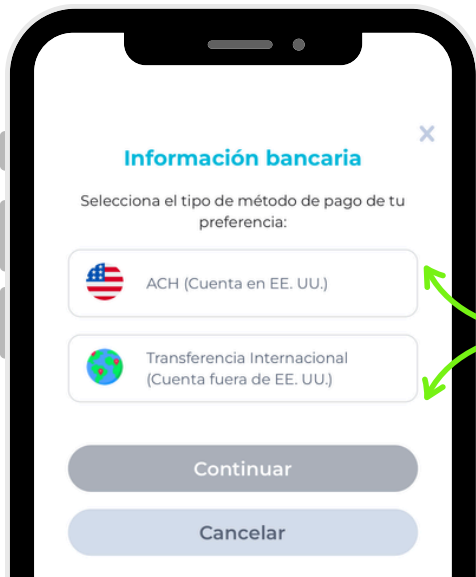 Información bancaria
Selecciona el tipo de método de pago de tu
preferencia:
ACH (Cuenta en EE. UU.)
Transferencia Internacional
(Cuenta fuera de EE. UU.)
Continuar
Cancelar